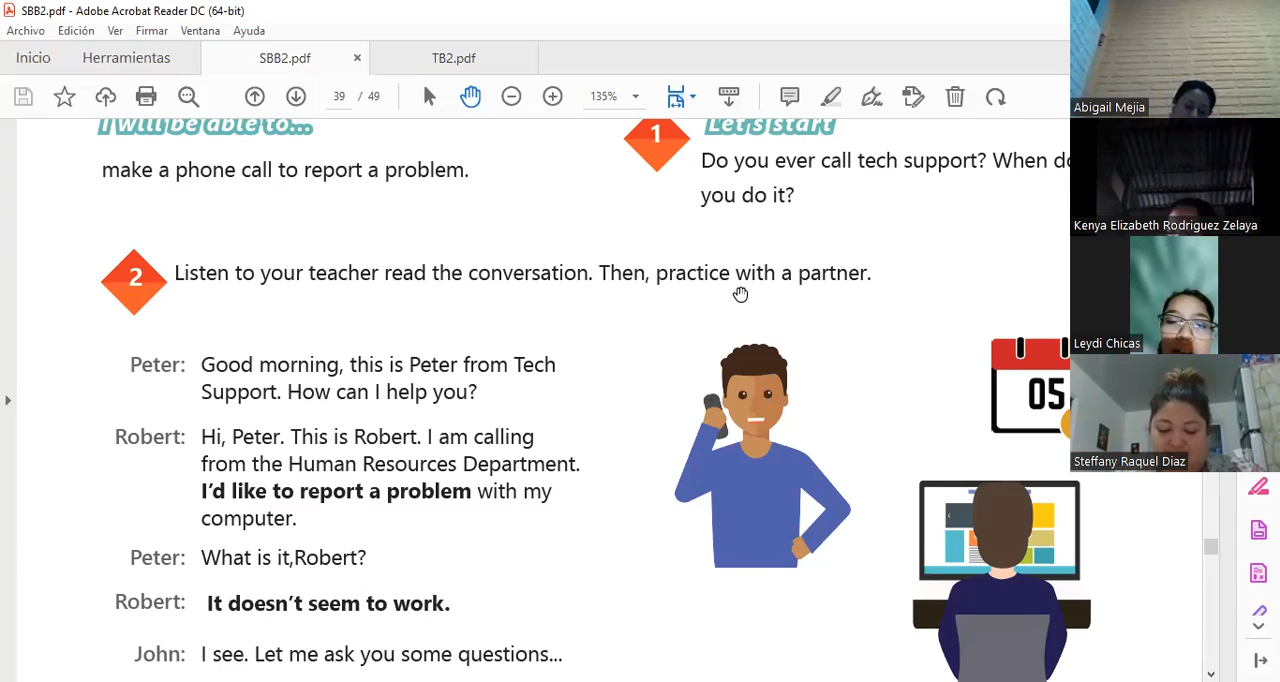 SBB2.pdf - Adobe Acrobat Reader DC (64-bit)
Archivo Edición Ver Firmar Ventana Ayuda
Inicio Herramientas SBB2.pdf × TB2.pdf
39 / 49 135%
I will be able to...
make a phone call to report a problem.
1 Let's start
Do you ever call tech support? When do
you do it?
2 Listen to your teacher read the conversation. Then, practice with a partner.
Peter: Good morning, this is Peter from Tech
Support. How can I help you?
Robert: Hi, Peter. This is Robert. I am calling
from the Human Resources Department.
I'd like to report a problem with my
computer.
Peter: What is it,Robert?
Robert: It doesn't seem to work.
John: I see. Let me ask you some questions...
05
Abigail Mejía
Kenya Elizabeth Rodriguez Zelaya
Leydi Chicas
Steffany Raquel Diaz